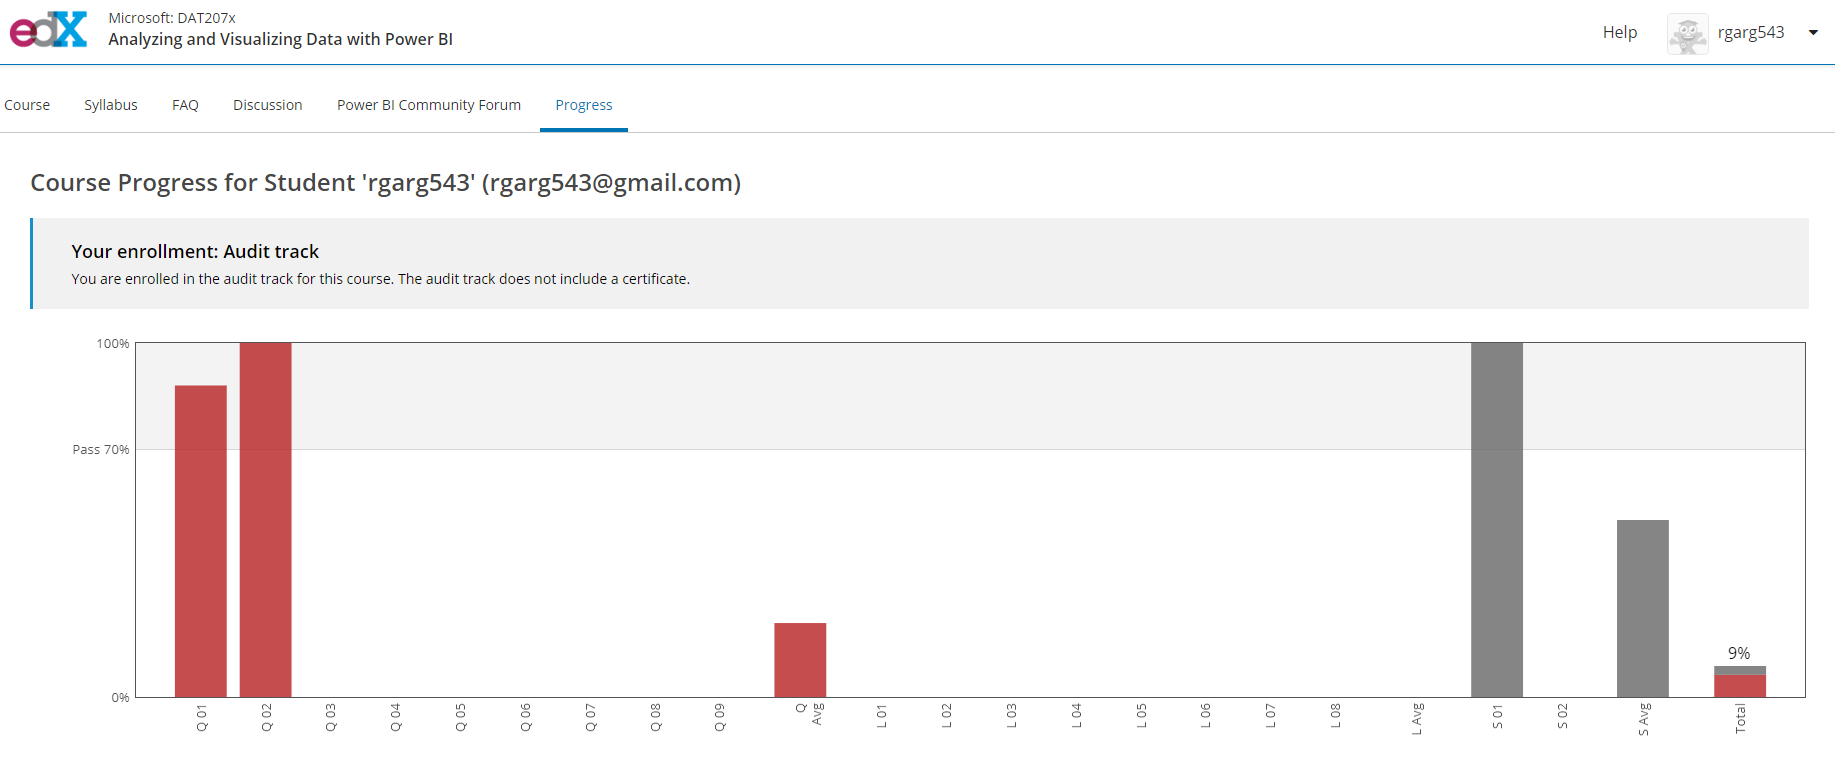 edX
Microsoft: DAT207x
Analyzing and Visualizing Data with Power BI
Help
rgarg543
Course
Syllabus
FAQ
Discussion
Power BI Community Forum
Progress
Course Progress for Student 'rgarg543' (rgarg543@gmail.com)
Your enrollment: Audit track
You are enrolled in the audit track for this course. The audit track does not include a certificate.
100%
Pass 70%
0%
9%
Q 01
Q 02
Q 03
Q 04
Q 05
Q 06
Q 07
Q 08
Q 09
Q
Avg
L 01
L 02
L 03
L 04
L 05
L 06
L 07
L 08
L Avg
S 01
S 02
S Avg
Total